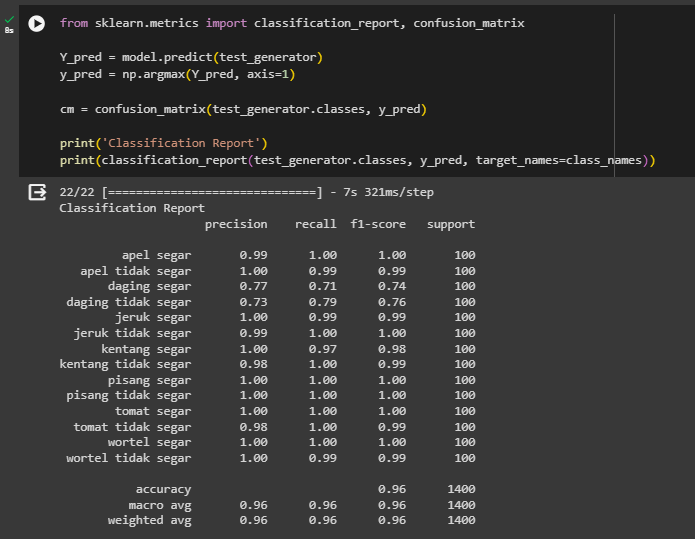 8s
from sklearn.metrics import classification_report, confusion_matrix
Y_pred = model.predict(test_generator)
y_pred = np.argmax(Y_pred, axis=1)
cm = confusion_matrix(test_generator.classes, y_pred)
print('Classification Report')
print(classification_report(test_generator.classes, y_pred, target_names=class_names))
22/22 [==============================] - 7s 321ms/step
Classification Report
precision recall f1-score support
apel segar 0.99 1.00 1.00 100
apel tidak segar 1.00 0.99 0.99 100
daging segar 0.77 0.71 0.74 100
daging tidak segar 0.73 0.79 0.76 100
jeruk segar 1.00 0.99 0.99 100
jeruk tidak segar 0.99 1.00 1.00 100
kentang segar 1.00 0.97 0.98 100
kentang tidak segar 0.98 1.00 0.99 100
pisang segar 1.00 1.00 1.00 100
pisang tidak segar 1.00 1.00 1.00 100
tomat segar 1.00 1.00 1.00 100
tomat tidak segar 0.98 1.00 0.99 100
wortel segar 1.00 1.00 1.00 100
wortel tidak segar 1.00 0.99 0.99 100
accuracy 0.96 1400
macro avg 0.96 0.96 0.96 1400
weighted avg 0.96 0.96 0.96 1400